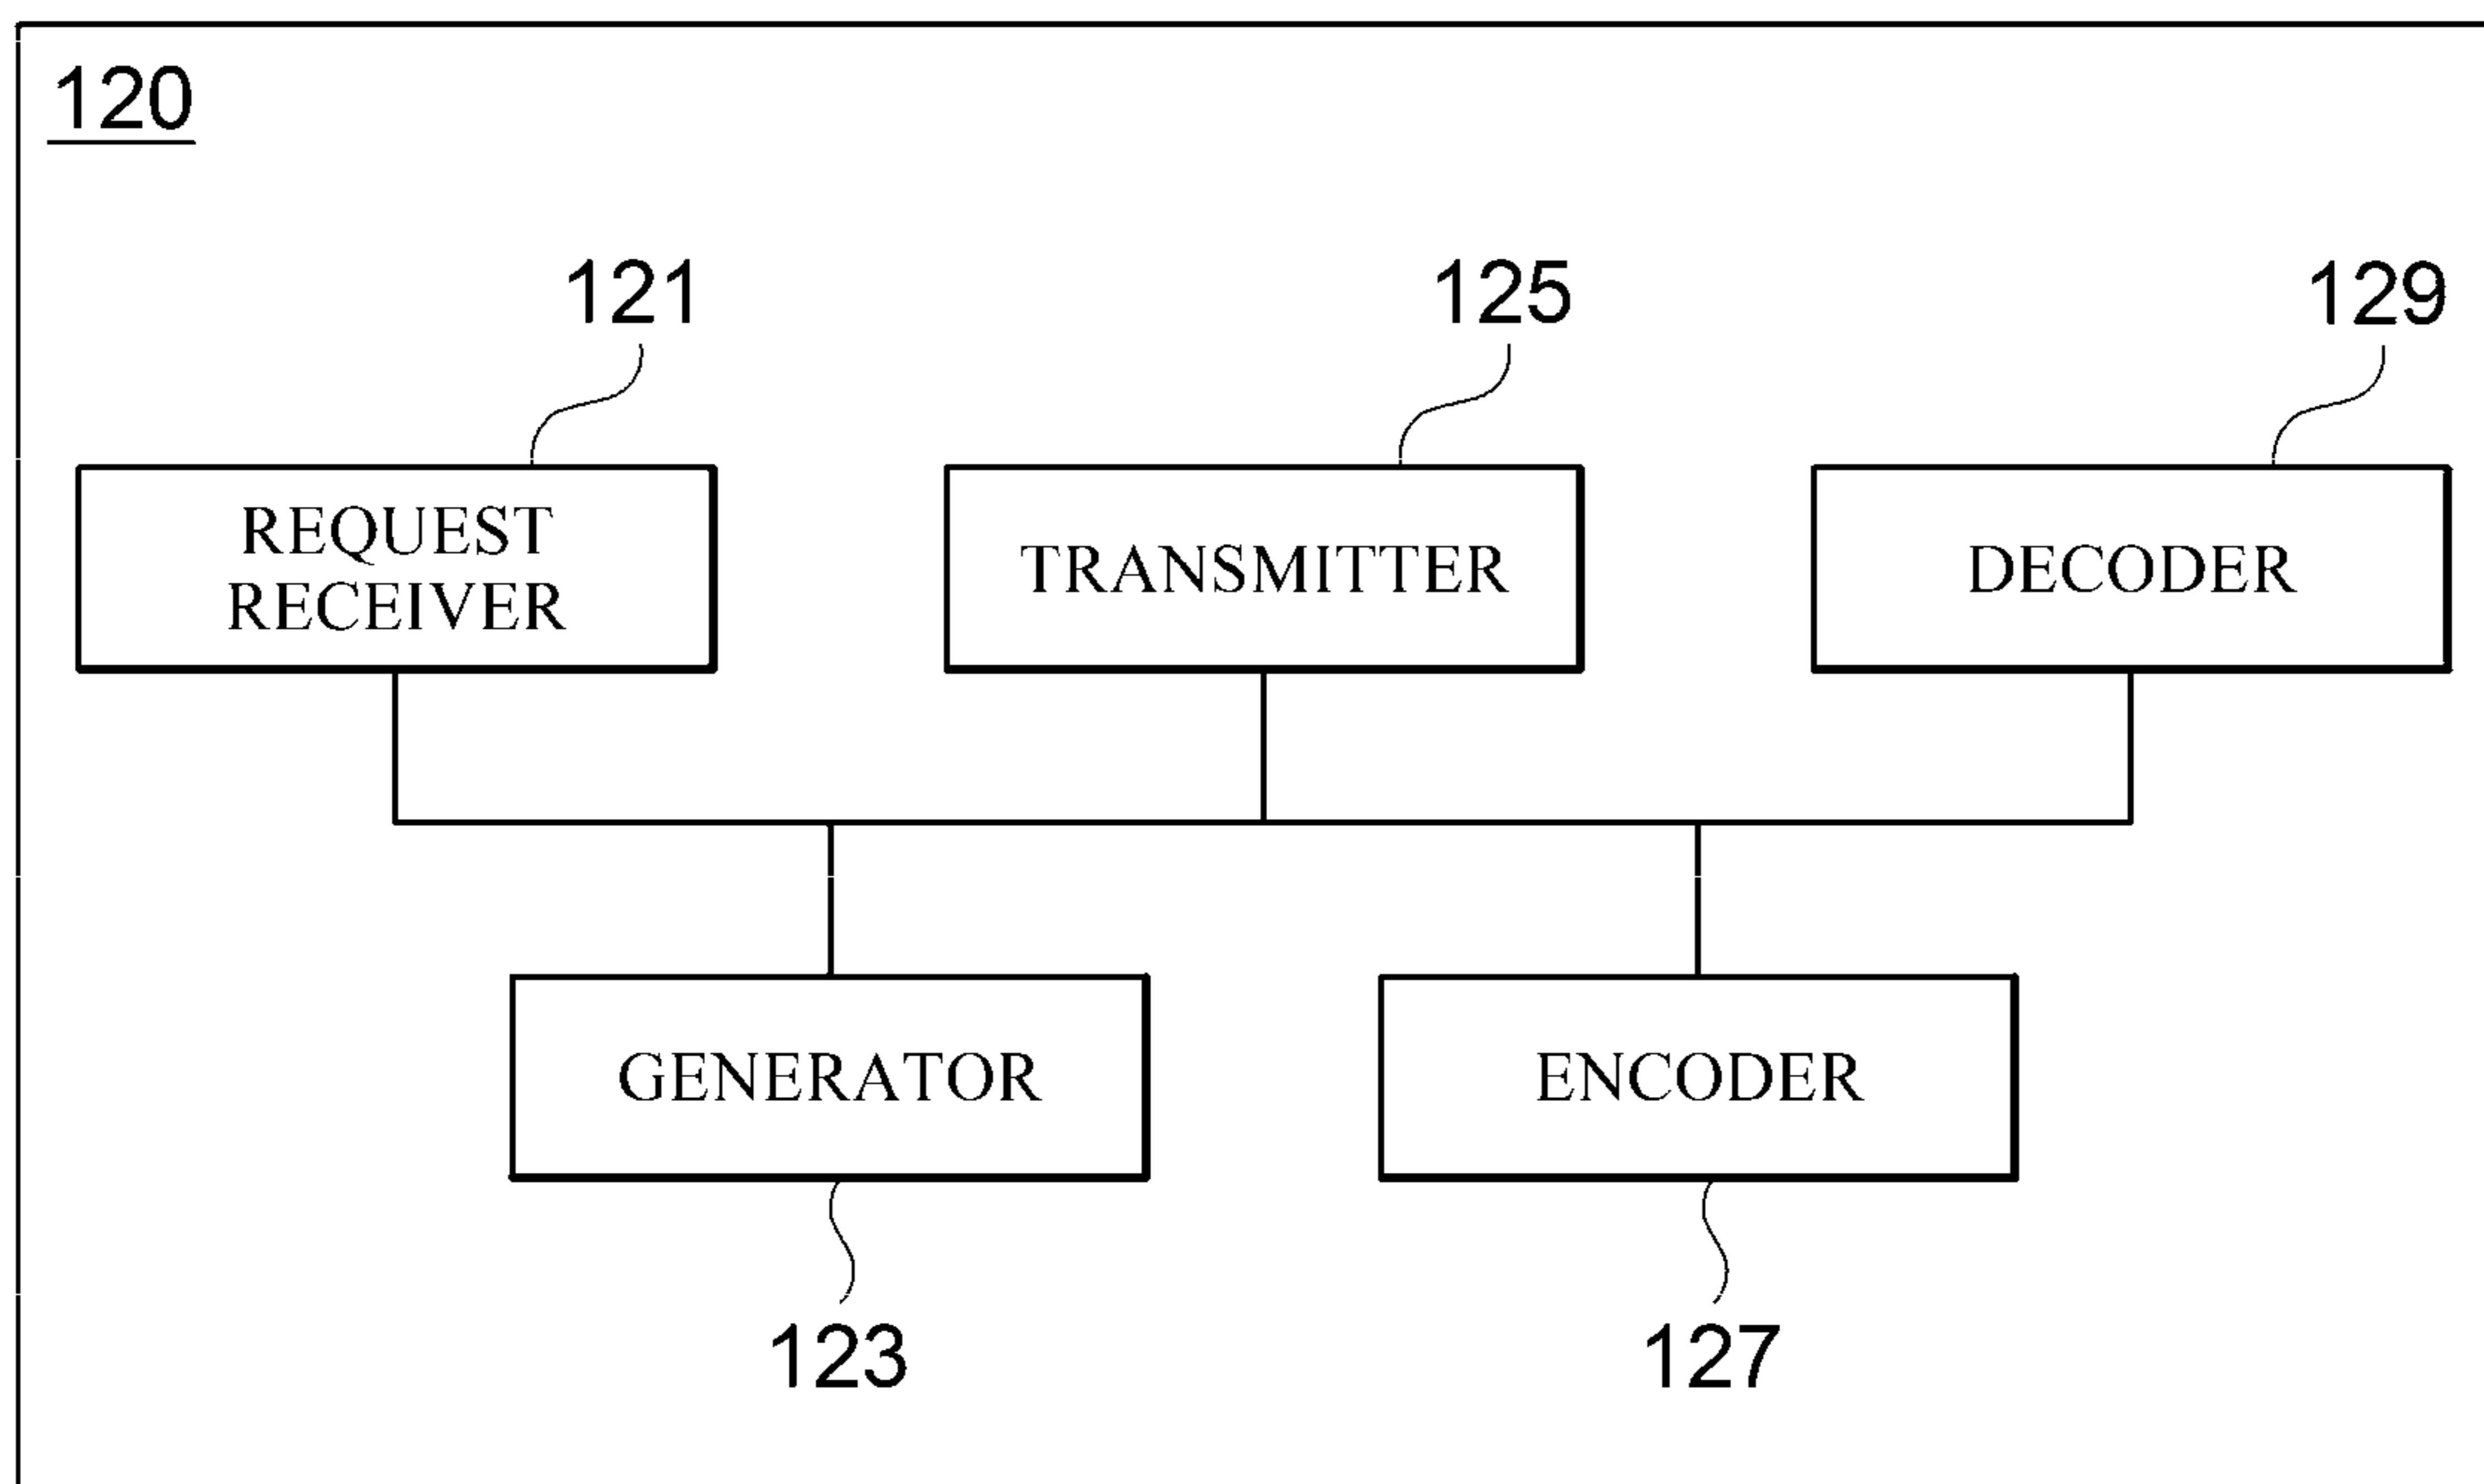 120
121
125
129
REQUEST
RECEIVER
TRANSMITTER
DECODER
GENERATOR
ENCODER
123
127